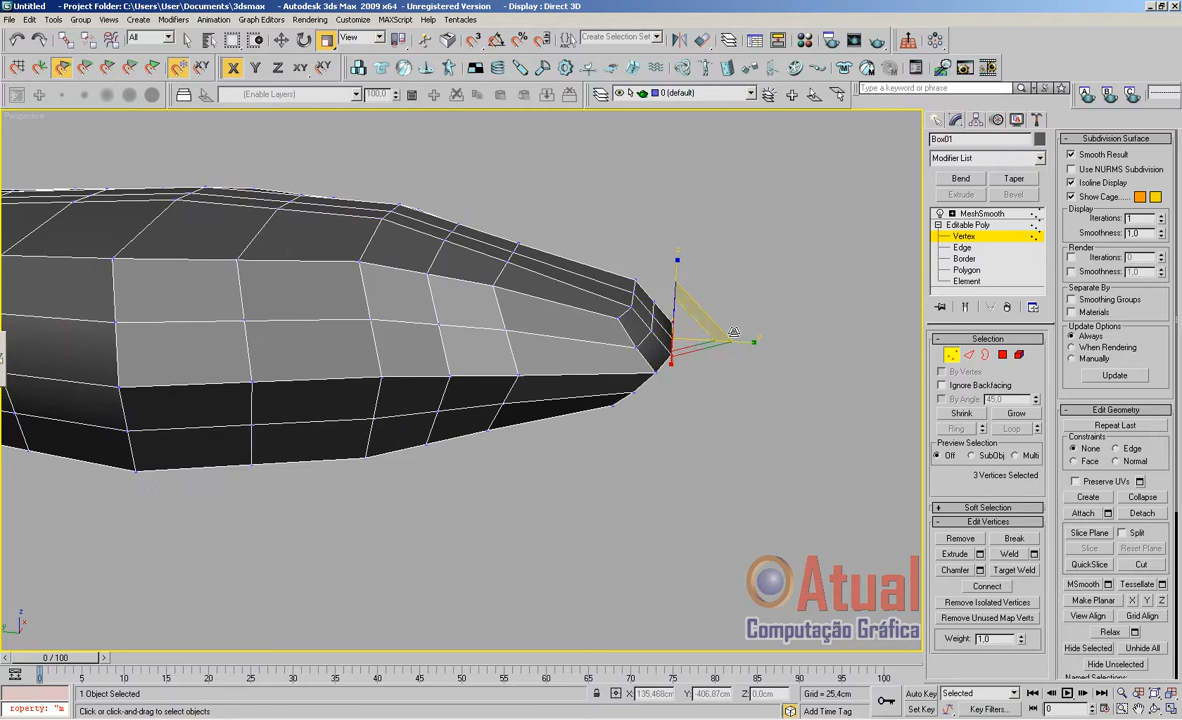 Untitled - Project Folder: C:\Users\User\Documents\3dsmax - Autodesk 3ds Max 2009 x64 - Unregistered Version - Display : Direct 3D
File Edit Tools Group Views Create Modifiers Animation Graph Editors Rendering Customize MAXScript Help Tentacles
All View Create Selection Set
X Y Z XY
(Enable Layers) 100,0 0 (default) Type a keyword or phrase A B C
Perspective
Box01
Modifier List
Bend Taper
Extrude Bevel
MeshSmooth
Editable Poly
Vertex
Edge
Border
Polygon
Element
Selection
By Vertex
Ignore Backfacing
By Angle: 45,0
Shrink Grow
Ring Loop
Preview Selection
Off SubObj Multi
3 Vertices Selected
Soft Selection
Edit Vertices
Remove Break
Extrude Weld
Chamfer Target Weld
Connect
Remove Isolated Vertices
Remove Unused Map Verts
Weight: 1,0
Subdivision Surface
Smooth Result
Use NURMS Subdivision
Isoline Display
Show Cage......
Display
Iterations: 1
Smoothness: 1,0
Render
Iterations: 0
Smoothness: 1,0
Separate By
Smoothing Groups
Materials
Update Options
Always
When Rendering
Manually
Update
Edit Geometry
Repeat Last
Constraints
None Edge
Face Normal
Preserve UVs
Create Collapse
Attach Detach
Slice Plane Split
Slice Reset Plane
QuickSlice Cut
MSmooth Tessellate
Make Planar X Y Z
View Align Grid Align
Relax
Hide Selected Unhide All
Hide Unselected
Named Selections:
Atual
Computação Gráfica
0 / 100
0 5 10 15 20 25 30 35 40 45 50 55 60 65 70 75 80 85 90 95 100
1 Object Selected X: 135,468cm Y: -406,87cm Z: 0,0cm Grid = 25,4cm Auto Key Selected
roperty: "m Click or click-and-drag to select objects Add Time Tag Set Key Key Filters... 0